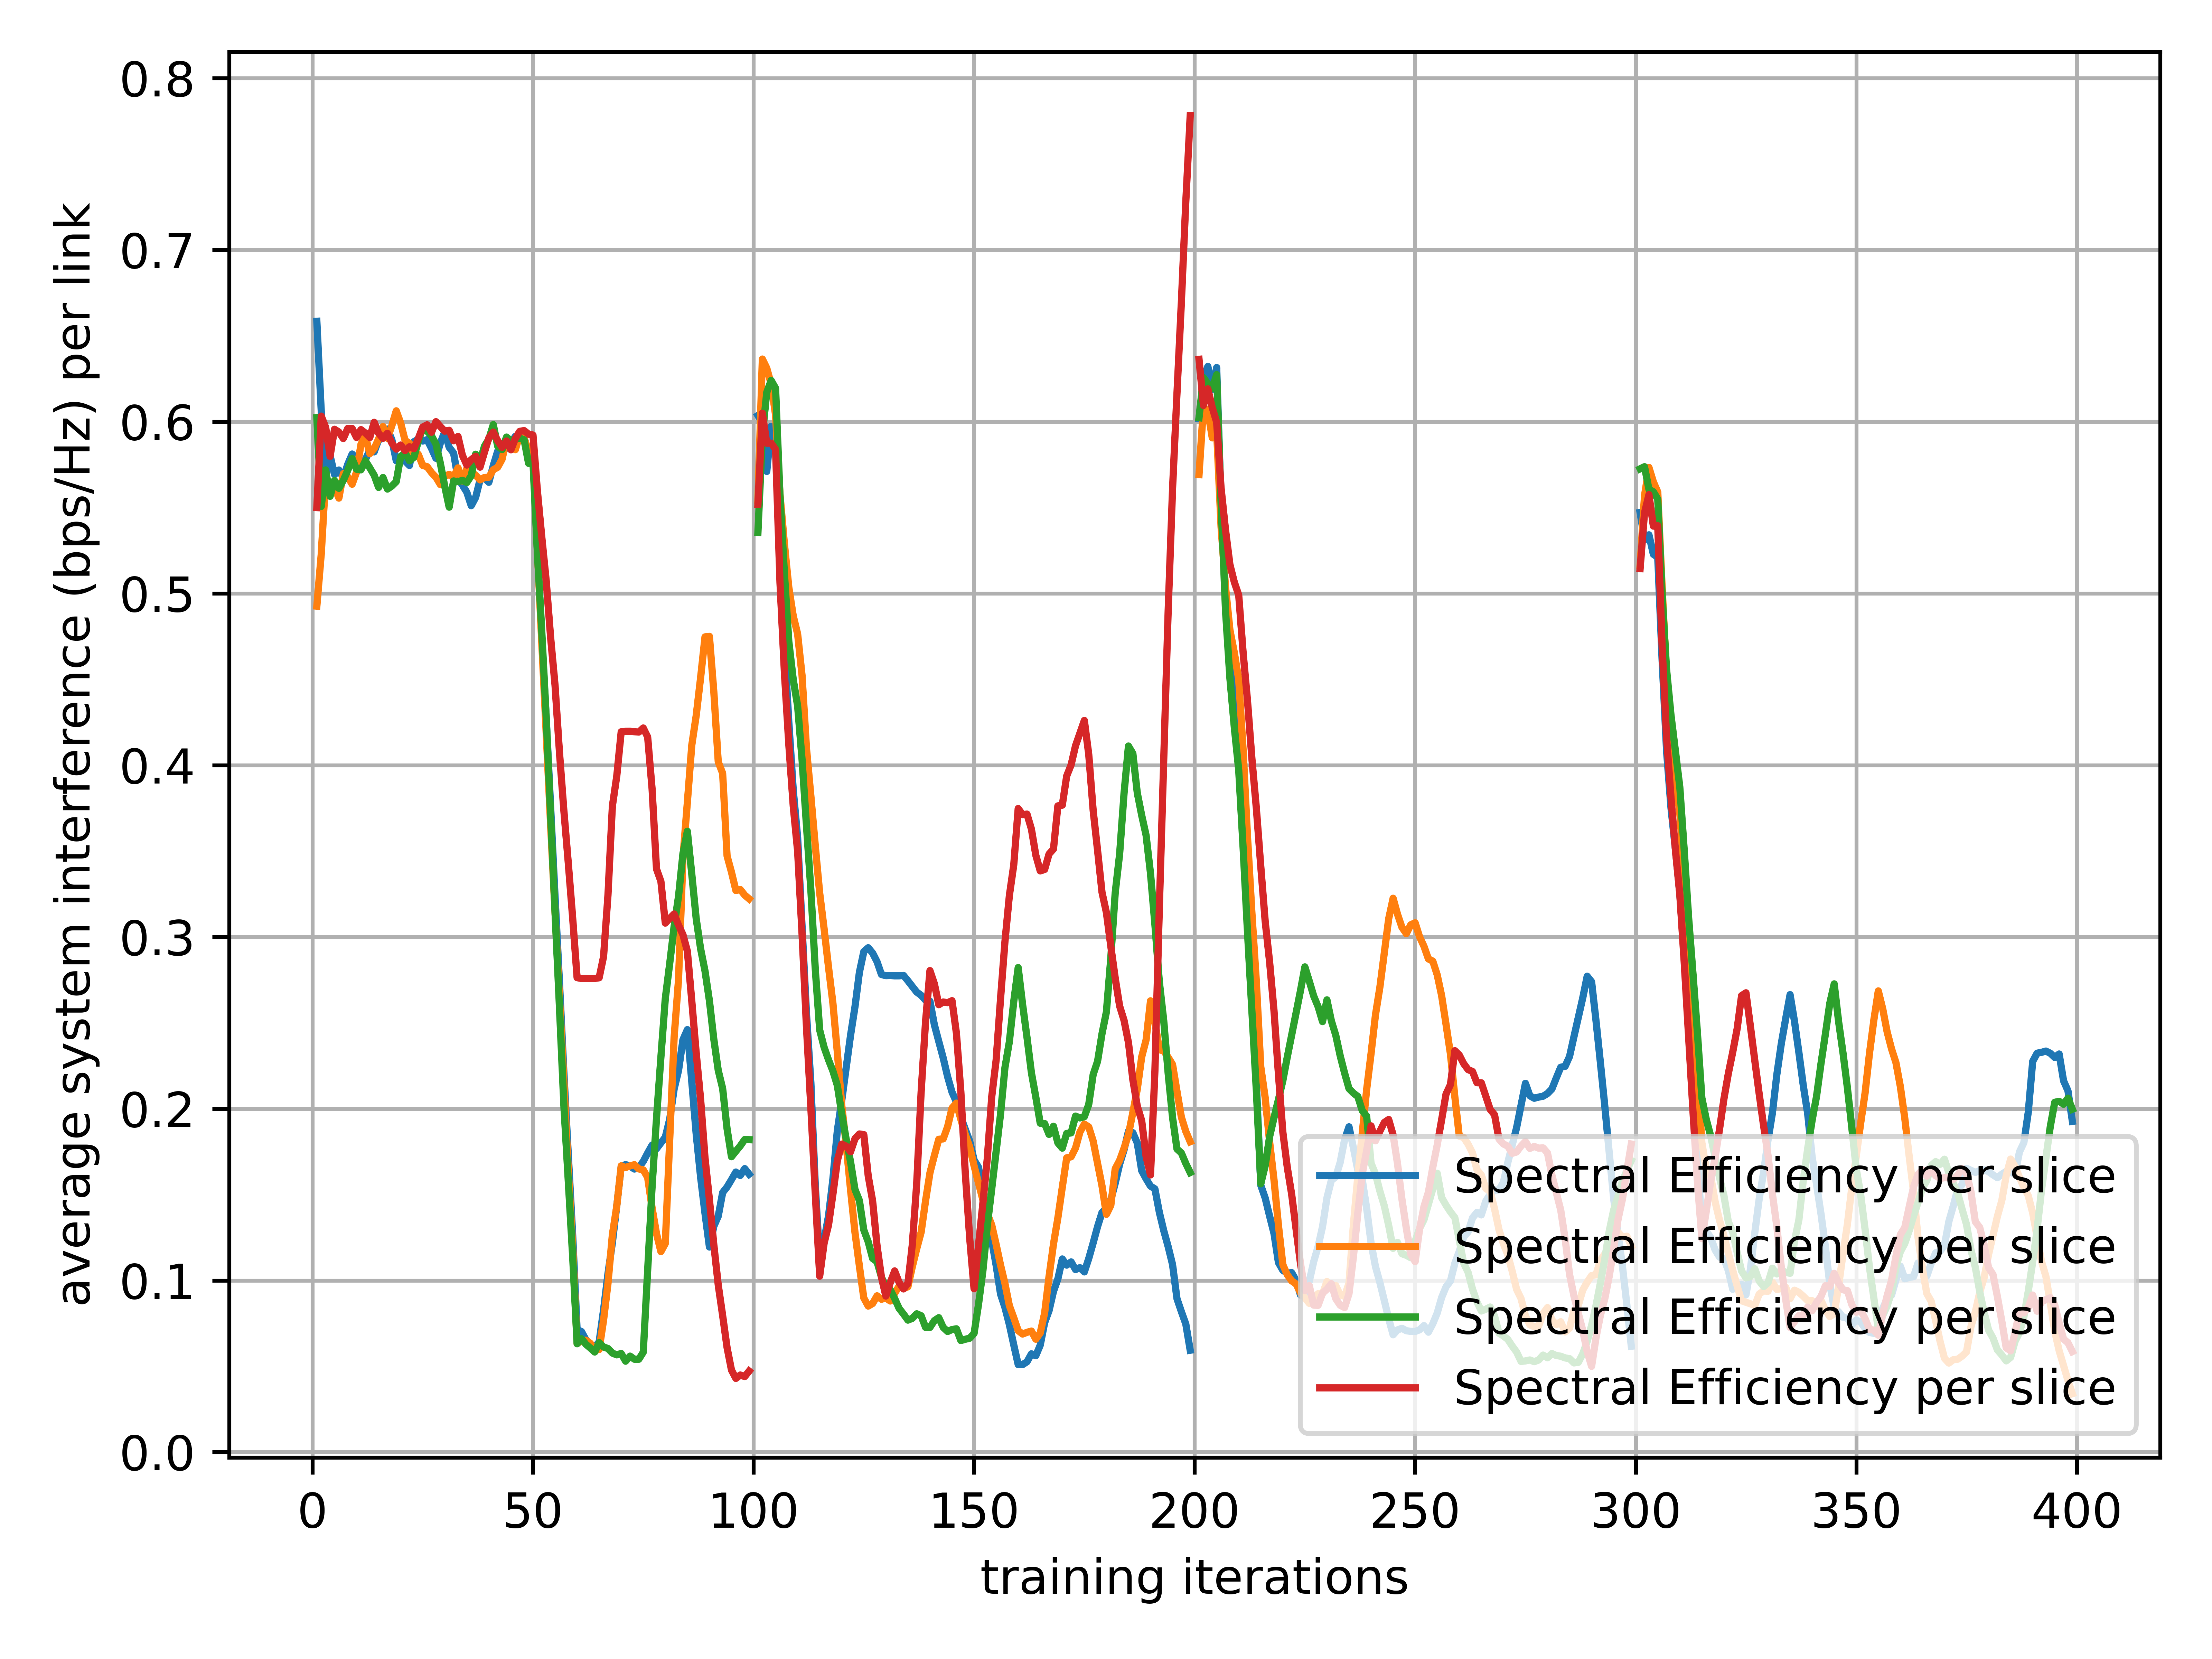 average system interference (bps/Hz) per link
0.8
0.7
0.6
0.5
0.4
0.3
0.2
0.1
0.0
Spectral Efficiency per slice
Spectral Efficiency per slice
Spectral Efficiency per slice
Spectral Efficiency per slice
0 50 100 150 200 250 300 350 400
training iterations